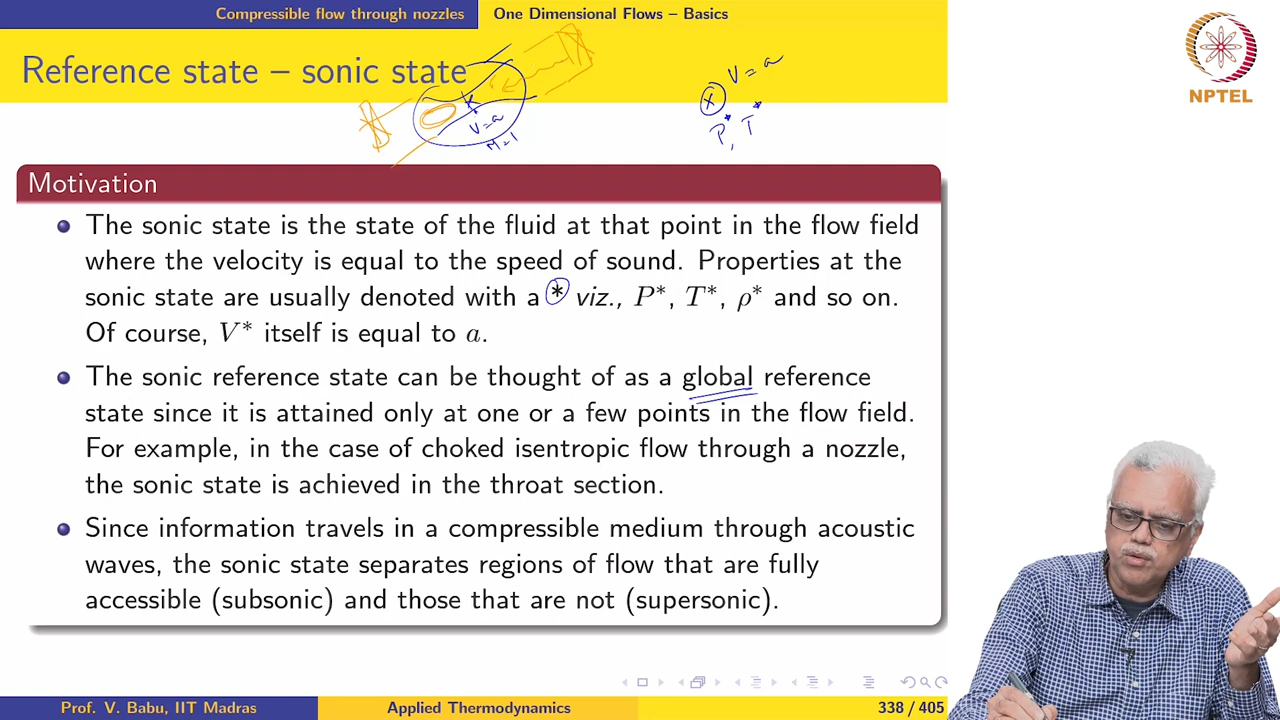 Compressible flow through nozzles One Dimensional Flows – Basics
NPTEL
Reference state – sonic state
V = a
M=1
V = a
P*, T*
Motivation
The sonic state is the state of the fluid at that point in the flow field
where the velocity is equal to the speed of sound. Properties at the
sonic state are usually denoted with a * viz., P*, T*, ρ* and so on.
Of course, V* itself is equal to a.
The sonic reference state can be thought of as a global reference
state since it is attained only at one or a few points in the flow field.
For example, in the case of choked isentropic flow through a nozzle,
the sonic state is achieved in the throat section.
Since information travels in a compressible medium through acoustic
waves, the sonic state separates regions of flow that are fully
accessible (subsonic) and those that are not (supersonic).
Prof. V. Babu, IIT Madras Applied Thermodynamics 338 / 405